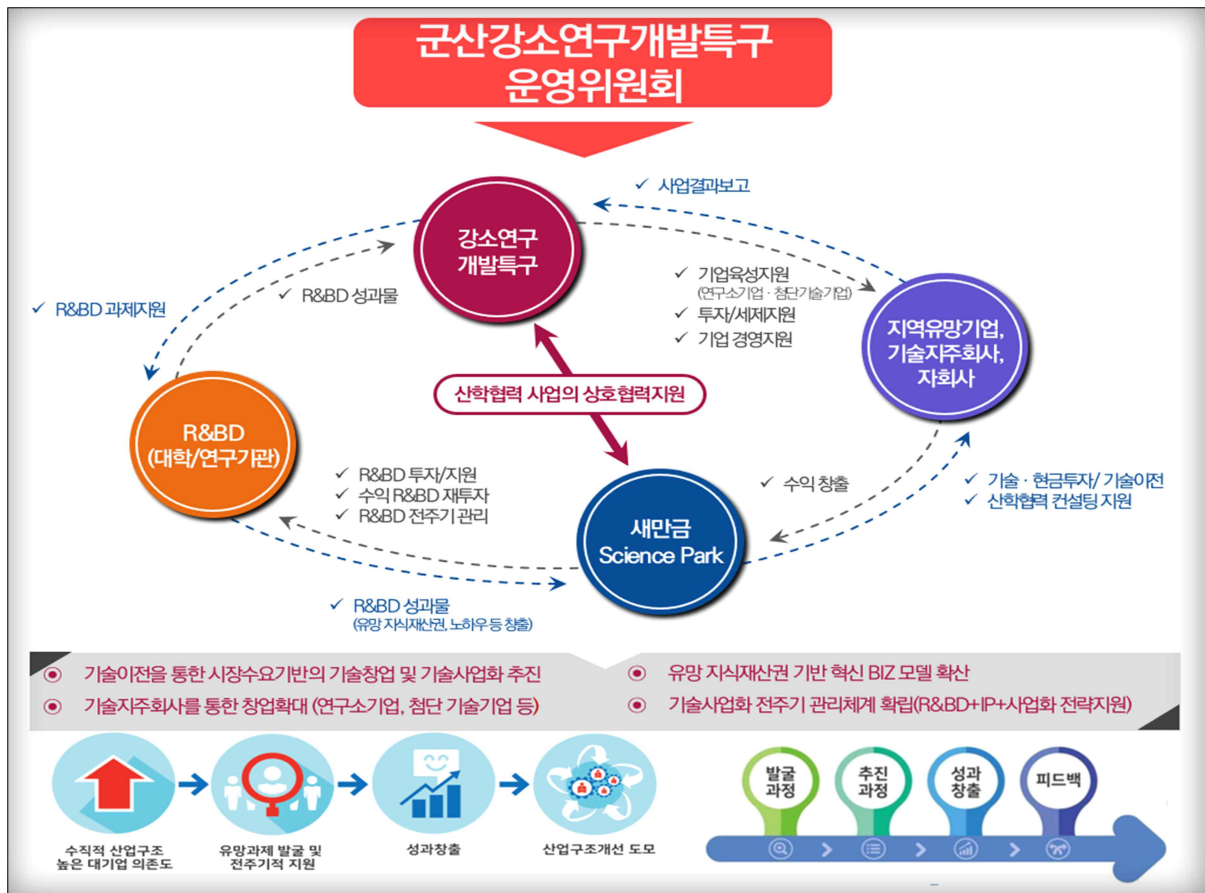 군산강소연구개발특구
운영위원회
✓ 사업결과보고
강소연구
개발특구
✓ 기업육성지원
(연구소기업 · 첨단기술기업)
✓ 투자/세제지원
✓ 기업 경영지원
✓ R&BD 성과물
✓ R&BD 과제지원
지역유망기업,
기술지주회사,
자회사
산학협력 사업의 상호협력지원
R&BD
(대학/연구기관)
✓ R&BD 투자/지원
✓ 수익 R&BD 재투자
✓ R&BD 전주기 관리
✓ 수익 창출
✓ 기술 · 현금투자/ 기술이전
✓ 산학협력 컨설팅 지원
새만금
Science Park
✓ R&BD 성과물
(유망 지식재산권, 노하우 등 창출)
기술이전을 통한 시장수요기반의 기술창업 및 기술사업화 추진
기술지주회사를 통한 창업확대 (연구소기업, 첨단 기술기업 등)
유망 지식재산권 기반 혁신 BIZ 모델 확산
기술사업화 전주기 관리체계 확립(R&BD+IP+사업화 전략지원)
수직적 산업구조
높은 대기업 의존도
유망과제 발굴 및
전주기적 지원
성과창출
산업구조개선 도모
발굴
과정
추진
과정
성과
창출
피드백